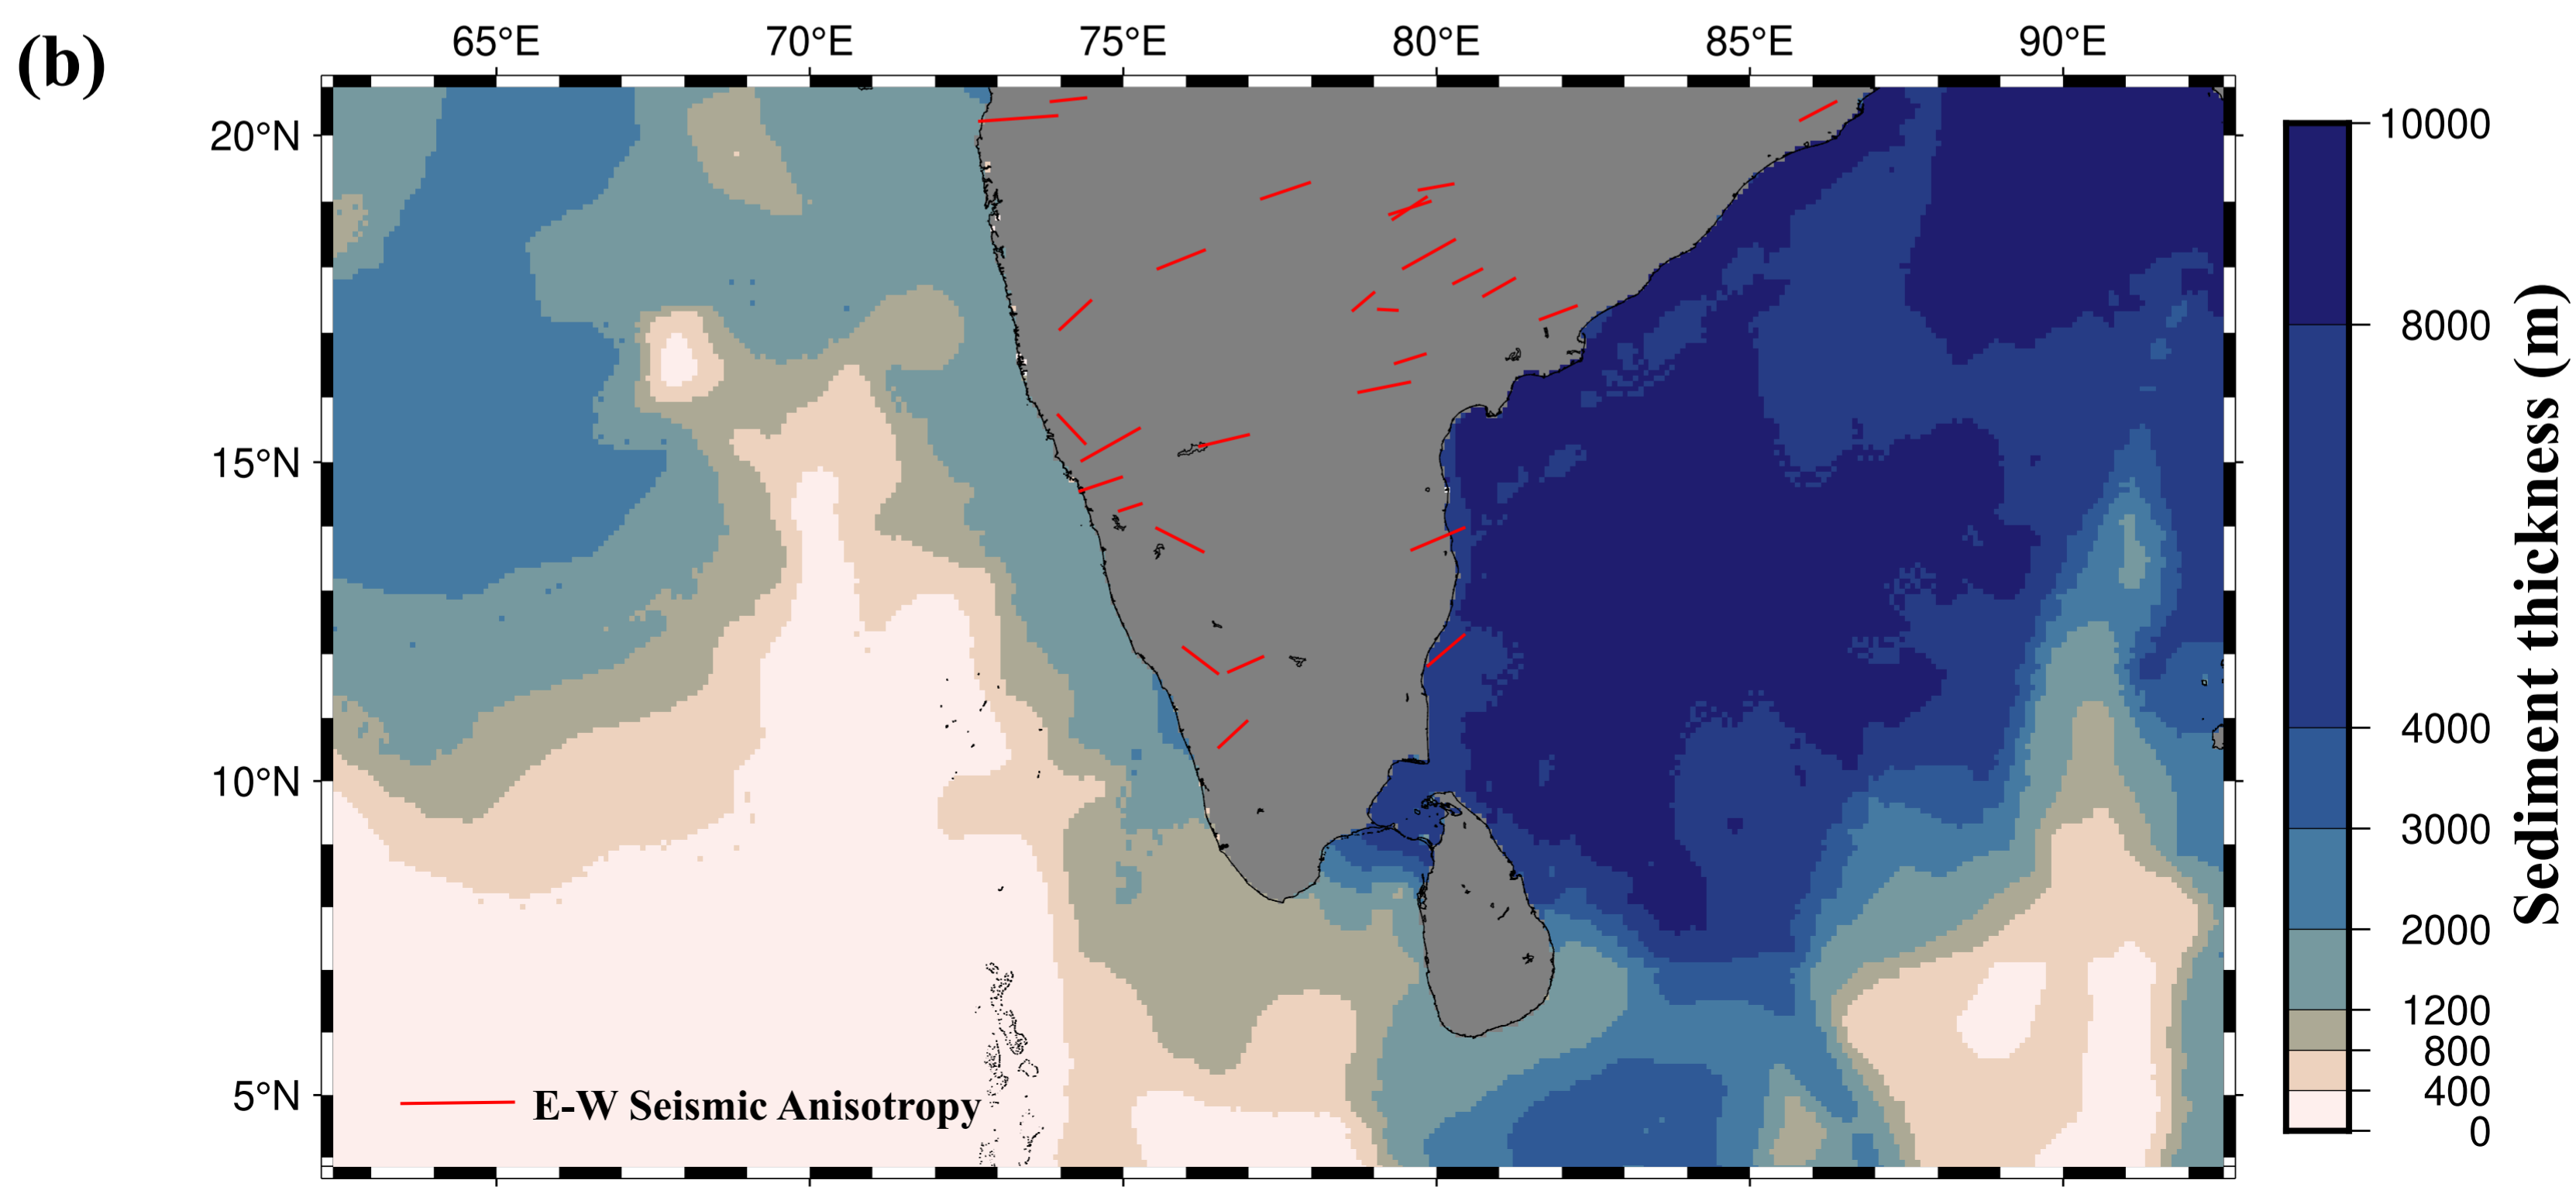 (b)
65°E 70°E 75°E 80°E 85°E 90°E
20°N
15°N
10°N
5°N
E-W Seismic Anisotropy
10000
8000
4000
3000
2000
1200
800
400
0
Sediment thickness (m)